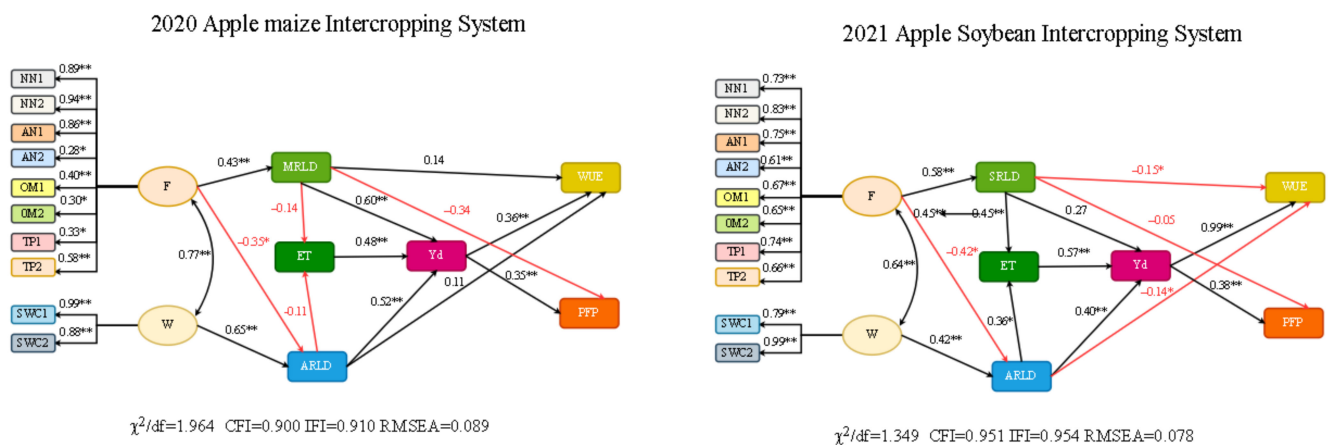 2020 Apple maize Intercropping System
NN1
0.89**
NN2
0.94**
AN1
0.86**
AN2
0.28*
OM1
0.40**
0M2
0.30*
TP1
0.33*
TP2
0.58**
SWC1
0.99**
SWC2
0.88**
F
W
0.77**
0.43**
-0.35*
0.65**
MRLD
-0.14
ET
-0.11
ARLD
0.60**
0.48**
0.52**
Yd
0.14
-0.34
0.36**
0.35**
0.11
WUE
PFP
χ²/df=1.964 CFI=0.900 IFI=0.910 RMSEA=0.089
2021 Apple Soybean Intercropping System
NN1
0.73**
NN2
0.83**
AN1
0.75**
AN2
0.61**
OM1
0.67**
0M2
0.65**
TP1
0.74**
TP2
0.66**
SWC1
0.79**
SWC2
0.99**
F
W
0.64**
0.58**
0.45**
0.45**
-0.42*
0.42**
SRLD
ET
0.36*
ARLD
0.27
0.57**
0.40**
Yd
-0.15*
-0.05
0.99**
0.38**
-0.14*
WUE
PFP
χ²/df=1.349 CFI=0.951 IFI=0.954 RMSEA=0.078